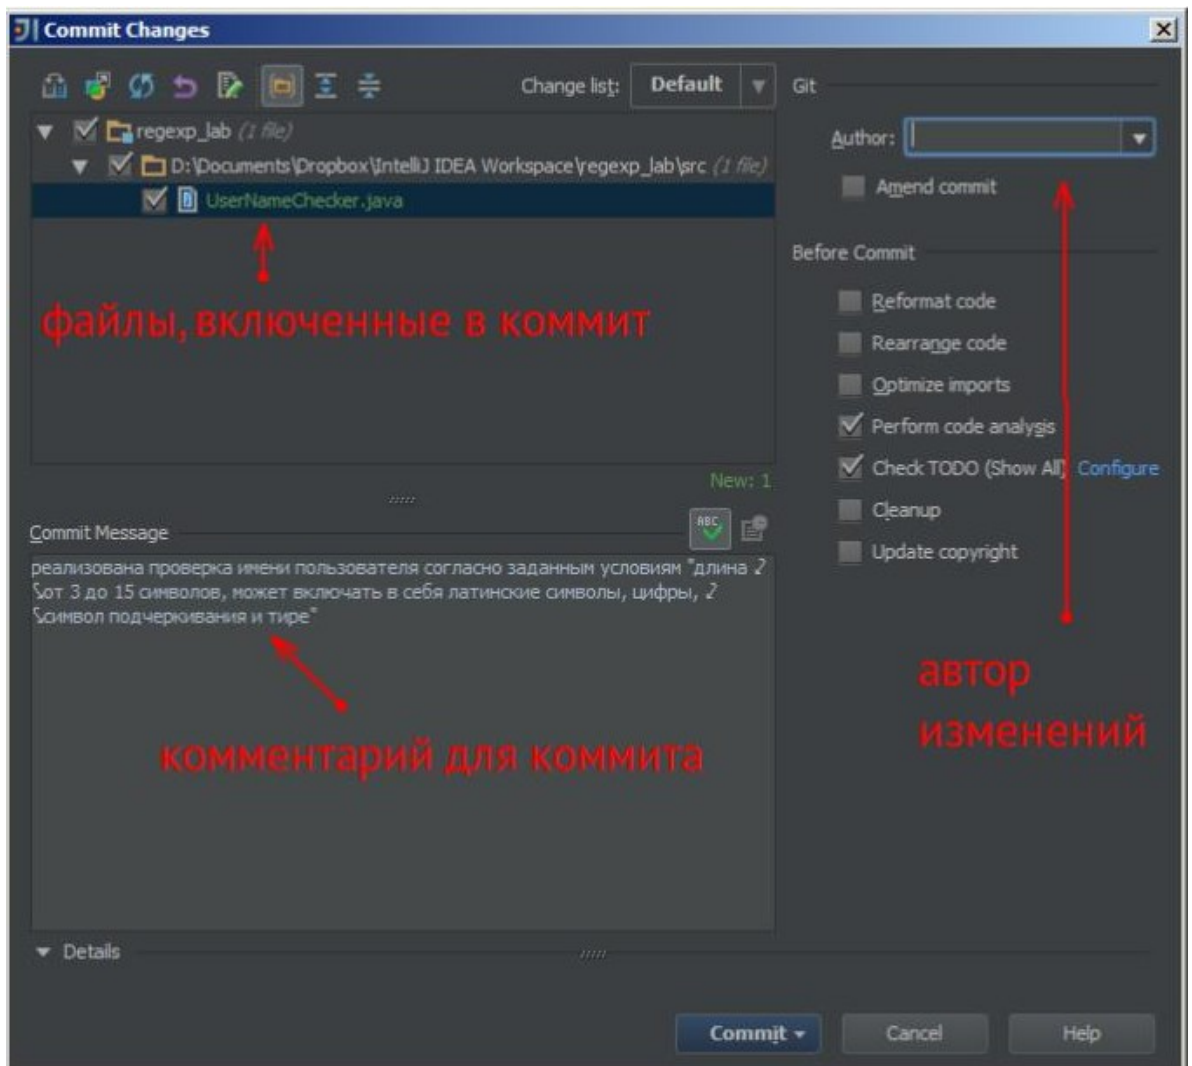 Commit Changes
Change list: Default
regexp_lab (1 file)
D:\Documents\Dropbox\IntelliJ IDEA Workspace\regexp_lab\src (1 file)
UserNameChecker.java
файлы, включенные в коммит
New: 1
Commit Message
ABC
реализована проверка имени пользователя согласно заданным условиям "длина
от 3 до 15 символов, может включать в себя латинские символы, цифры,
символ подчеркивания и тире"
комментарий для коммита
Details
Git
Author:
Amend commit
Before Commit
Reformat code
Rearrange code
Optimize imports
Perform code analysis
Check TODO (Show All) Configure
Cleanup
Update copyright
автор
изменений
Commit
Cancel
Help